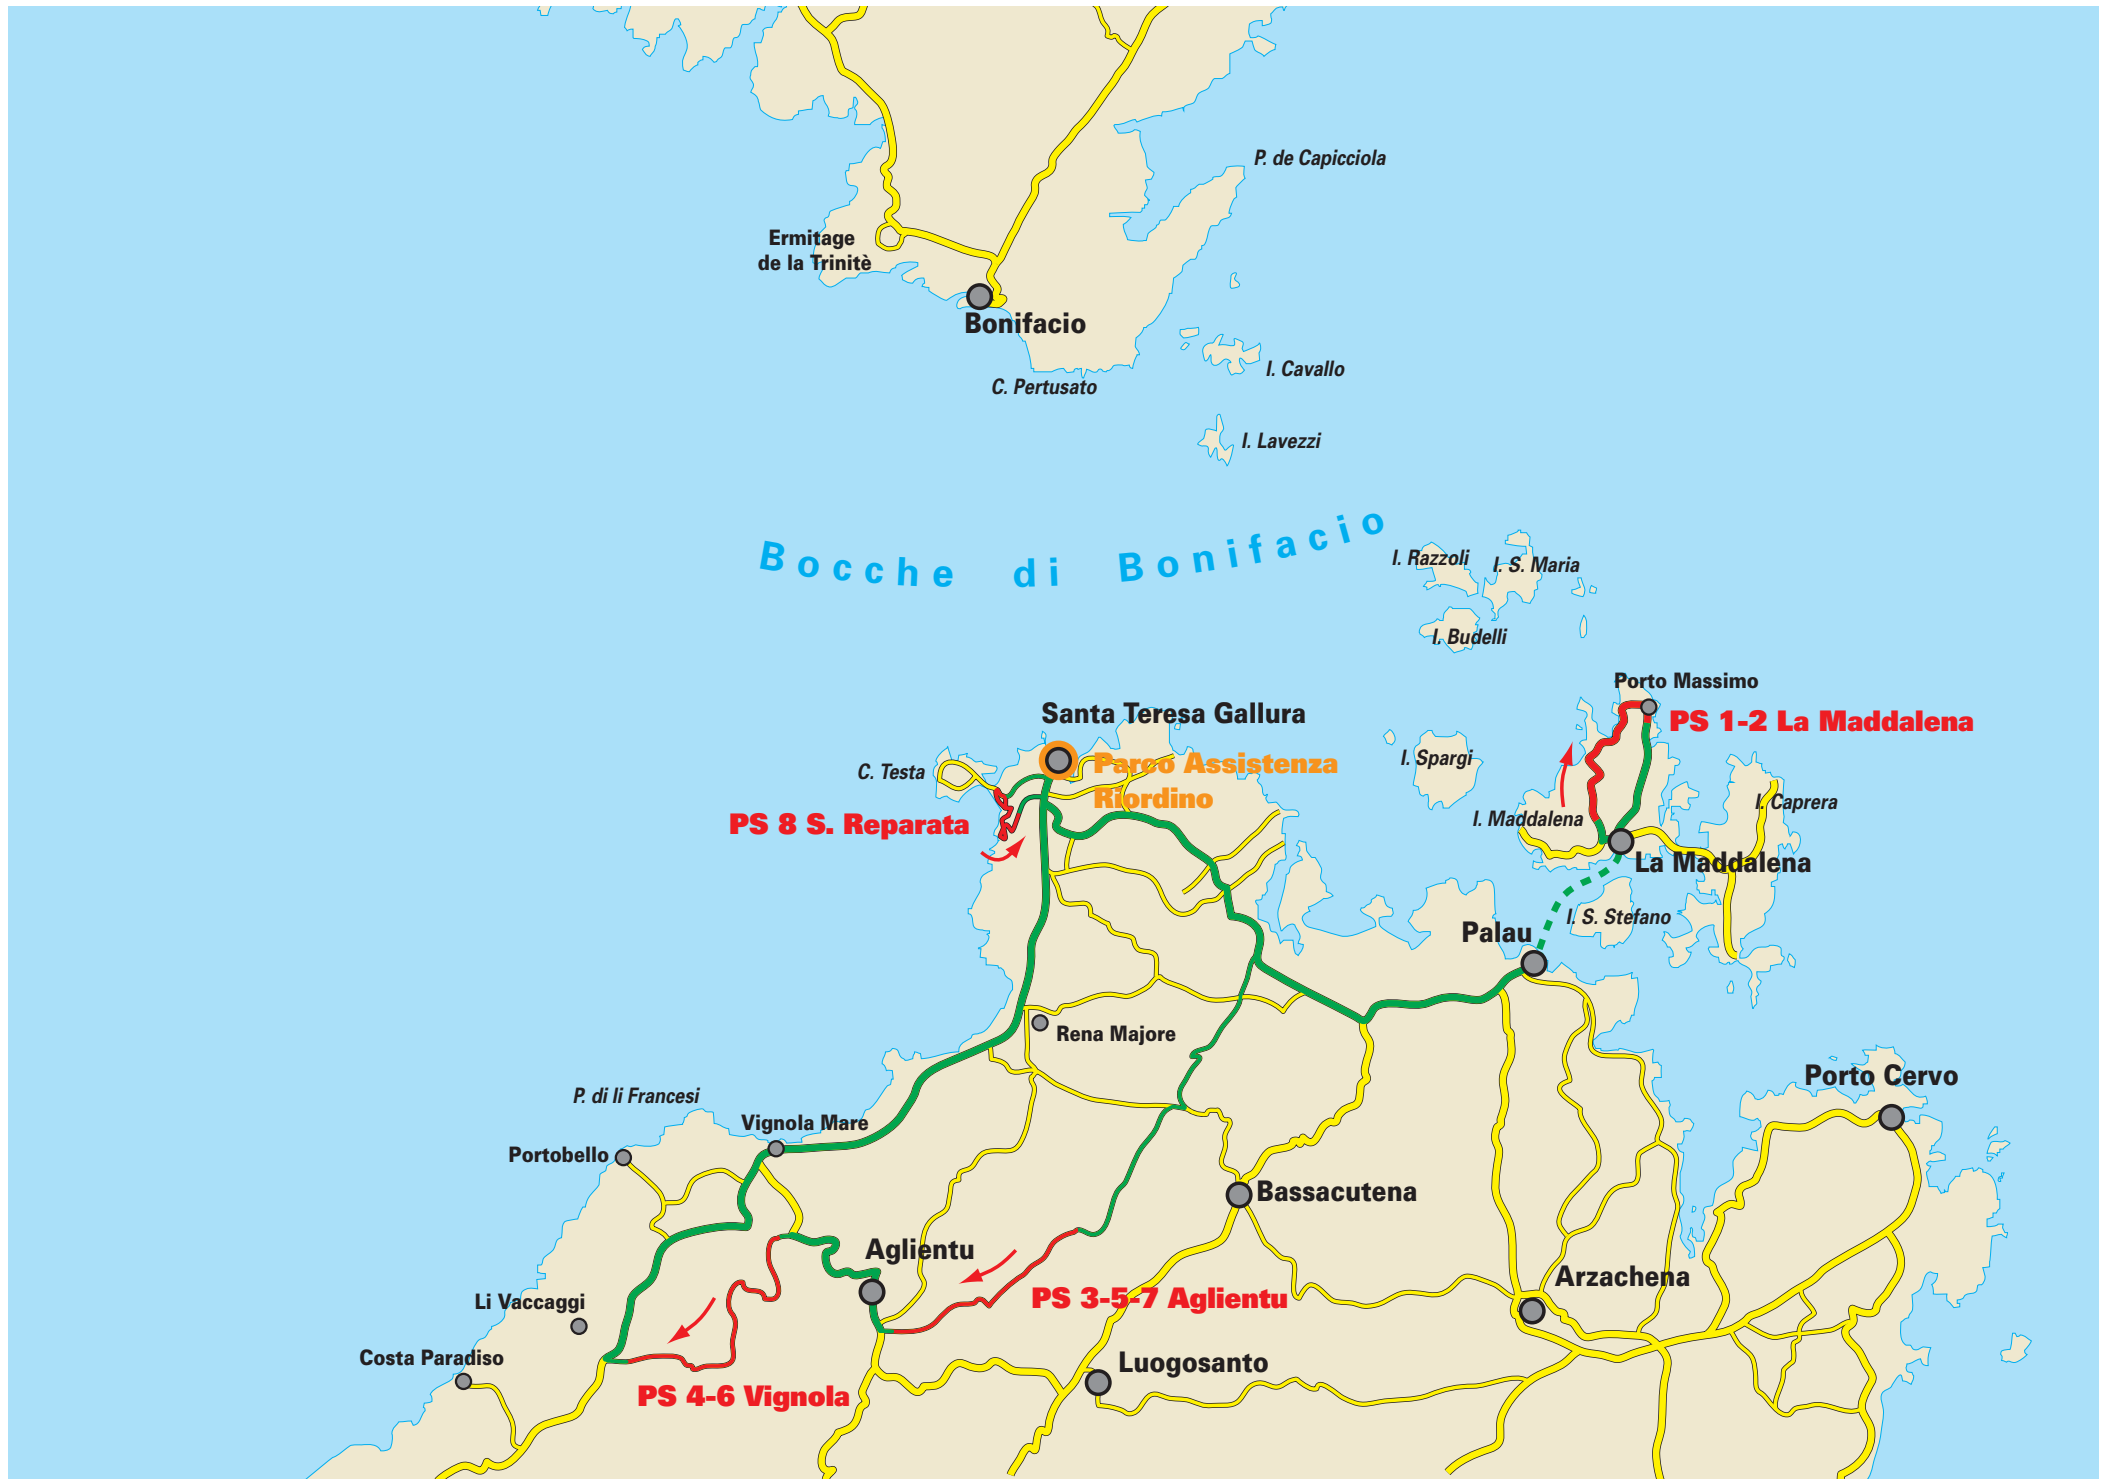 P. de Capicciola
Ermitage
de la Trinitè
Bonifacio
I. Cavallo
C. Pertusato
I. Lavezzi
Bocche di Bonifacio
I. Razzoli
I. S. Maria
I. Budelli
Porto Massimo
Santa Teresa Gallura
PS 1-2 La Maddalena
I. Spargi
Parco Assistenza
Riordino
C. Testa
I. Caprera
I. Maddalena
PS 8 S. Reparata
La Maddalena
I. S. Stefano
Palau
Rena Majore
Porto Cervo
P. di li Francesi
Vignola Mare
Portobello
Bassacutena
Aglientu
Arzachena
PS 3-5-7 Aglientu
Li Vaccaggi
Costa Paradiso
Luogosanto
PS 4-6 Vignola